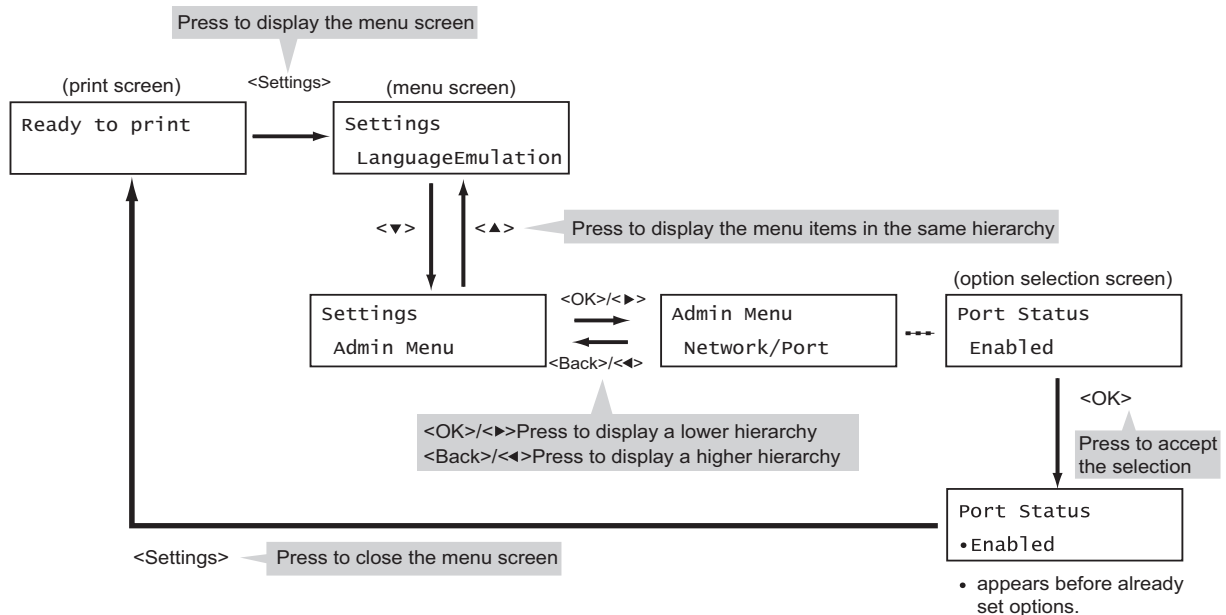 Press to display the menu screen
<Settings>
(print screen)
(menu screen)
Ready to print
Settings
LanguageEmulation
<▼>
<▲>
Press to display the menu items in the same hierarchy
(option selection screen)
Settings
Admin Menu
<OK>/<▶>
<Back>/<◀>
Admin Menu
Network/Port
Port Status
Enabled
<OK>/<▶>Press to display a lower hierarchy
<Back>/<◀>Press to display a higher hierarchy
<OK>
Press to accept
the selection
Port Status
•Enabled
<Settings>
Press to close the menu screen
• appears before already
set options.